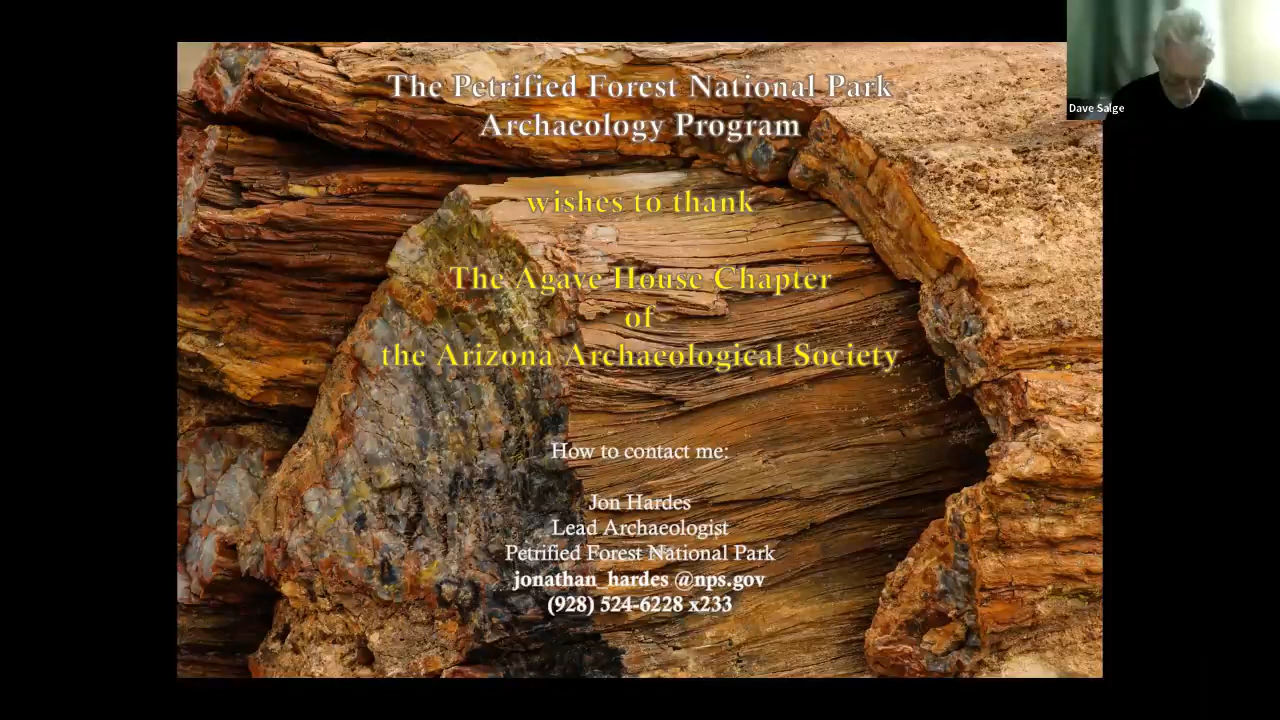 The Petrified Forest National Park
Archaeology Program
wishes to thank
The Agave House Chapter
of
the Arizona Archaeological Society
How to contact me:
Jon Hardes
Lead Archaeologist
Petrified Forest National Park
jonathan_hardes @nps.gov
(928) 524-6228 x233
Dave Salge